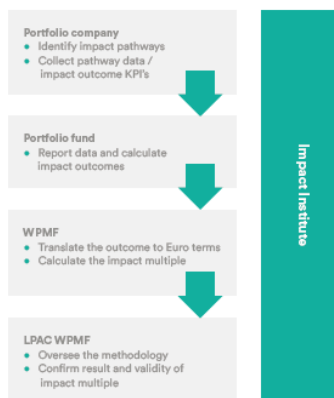 Portfolio company
• Identify impact pathways
• Collect pathway data /
impact outcome KPI's
Portfolio fund
• Report data and calculate
impact outcomes
WPMF
• Translate the outcome to Euro terms
• Calculate the impact multiple
LPAC WPMF
• Oversee the methodology
• Confirm result and validity of
impact multiple
Impact Institute